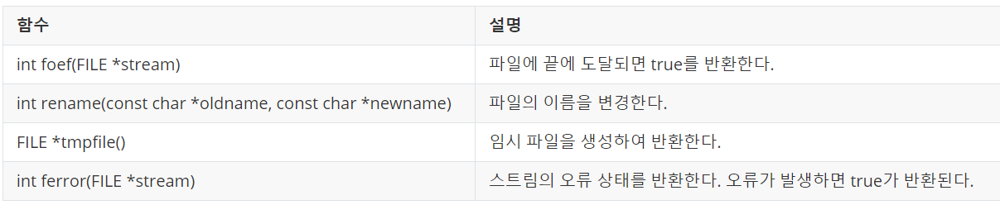 함수 설명
int foef(FILE *stream) 파일에 끝에 도달되면 true를 반환한다.
int rename(const char *oldname, const char *newname) 파일의 이름을 변경한다.
FILE *tmpfile() 임시 파일을 생성하여 반환한다.
int ferror(FILE *stream) 스트림의 오류 상태를 반환한다. 오류가 발생하면 true가 반환된다.